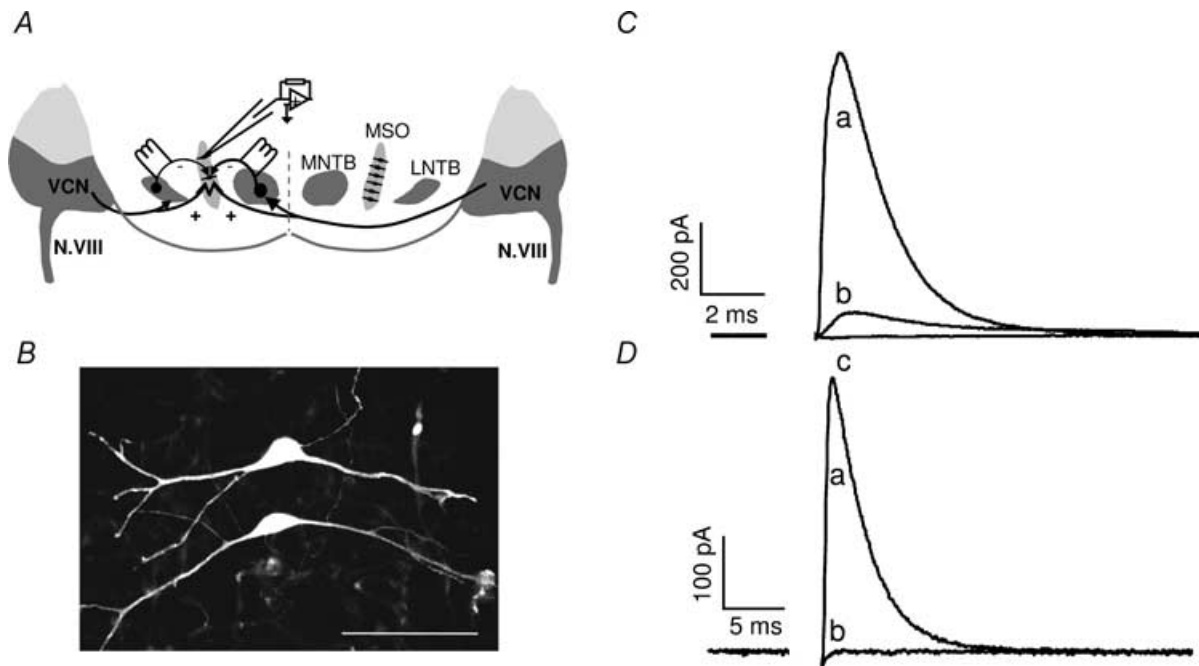 A
MSO
MNTB
LNTB
VCN
VCN
N.VIII
N.VIII
+ +
- -
B
C
a
b
200 pA
2 ms
c
D
a
b
100 pA
5 ms